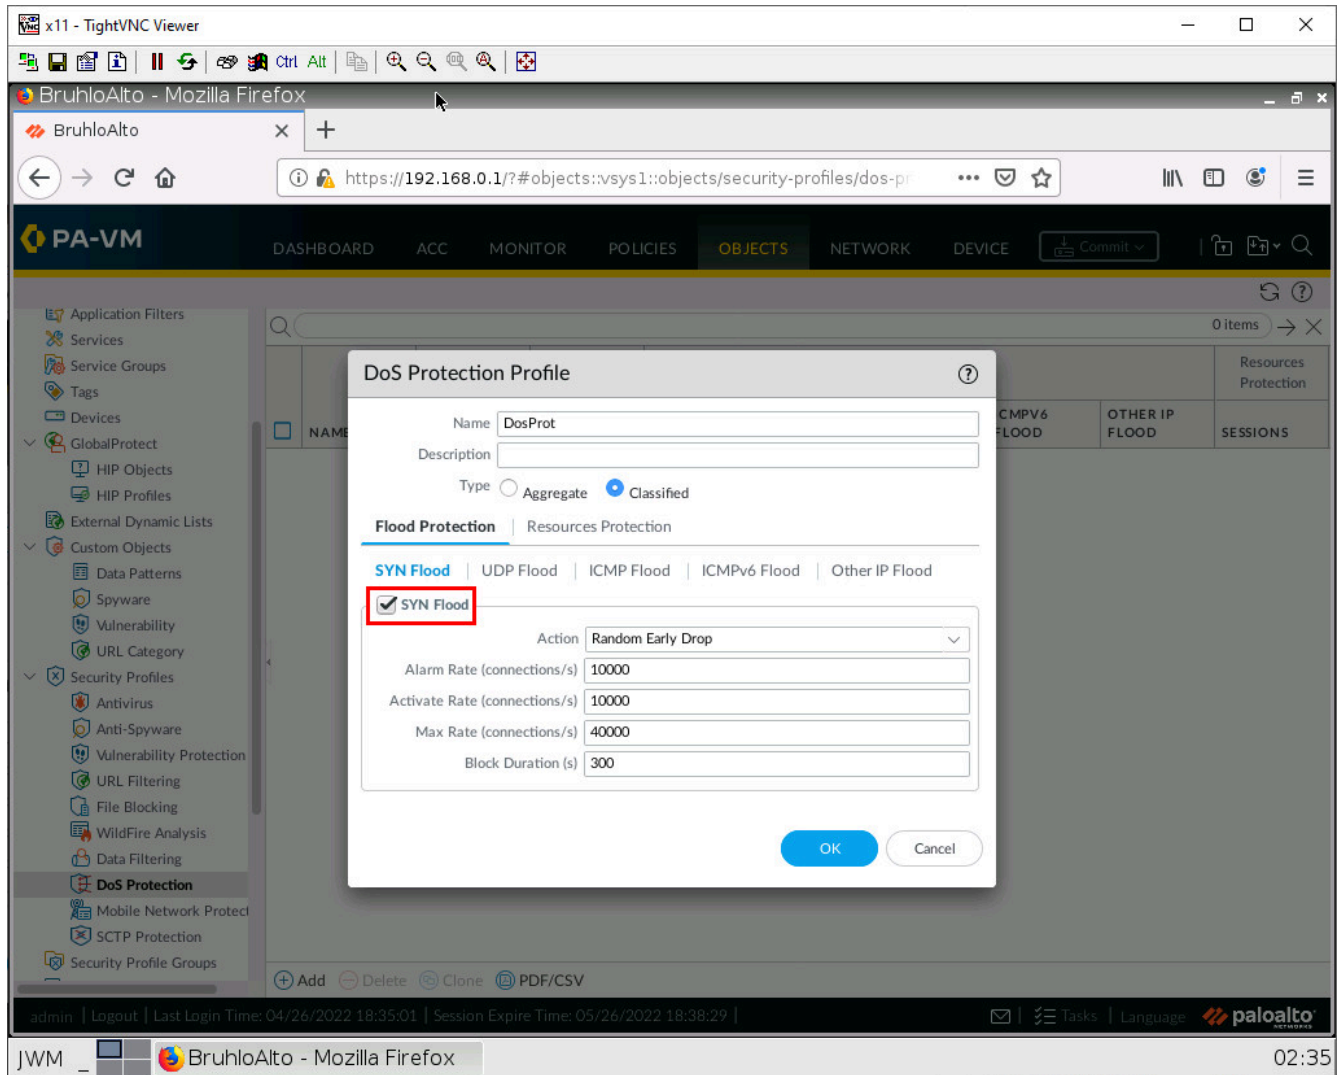 x11 - TightVNC Viewer
Ctrl Alt
BruhloAlto - Mozilla Firefox
BruhloAlto
https://192.168.0.1/?#objects::vsys1::objects/security-profiles/dos-pr
PA-VM
DASHBOARD ACC MONITOR POLICIES OBJECTS NETWORK DEVICE Commit
Application Filters
Services
Service Groups
Tags
Devices
GlobalProtect
HIP Objects
HIP Profiles
External Dynamic Lists
Custom Objects
Data Patterns
Spyware
Vulnerability
URL Category
Security Profiles
Antivirus
Anti-Spyware
Vulnerability Protection
URL Filtering
File Blocking
WildFire Analysis
Data Filtering
DoS Protection
Mobile Network Protect
SCTP Protection
Security Profile Groups
0 items
Resources
Protection
NAME
CMPV6
FLOOD
OTHER IP
FLOOD
SESSIONS
DoS Protection Profile
Name DosProt
Description
Type Aggregate Classified
Flood Protection Resources Protection
SYN Flood UDP Flood ICMP Flood ICMPv6 Flood Other IP Flood
SYN Flood
Action Random Early Drop
Alarm Rate (connections/s) 10000
Activate Rate (connections/s) 10000
Max Rate (connections/s) 40000
Block Duration (s) 300
OK Cancel
Add Delete Clone PDF/CSV
admin | Logout | Last Login Time: 04/26/2022 18:35:01 | Session Expire Time: 05/26/2022 18:38:29 |
Tasks | Language paloalto
NETWORKS
JWM _ BruhloAlto - Mozilla Firefox 02:35